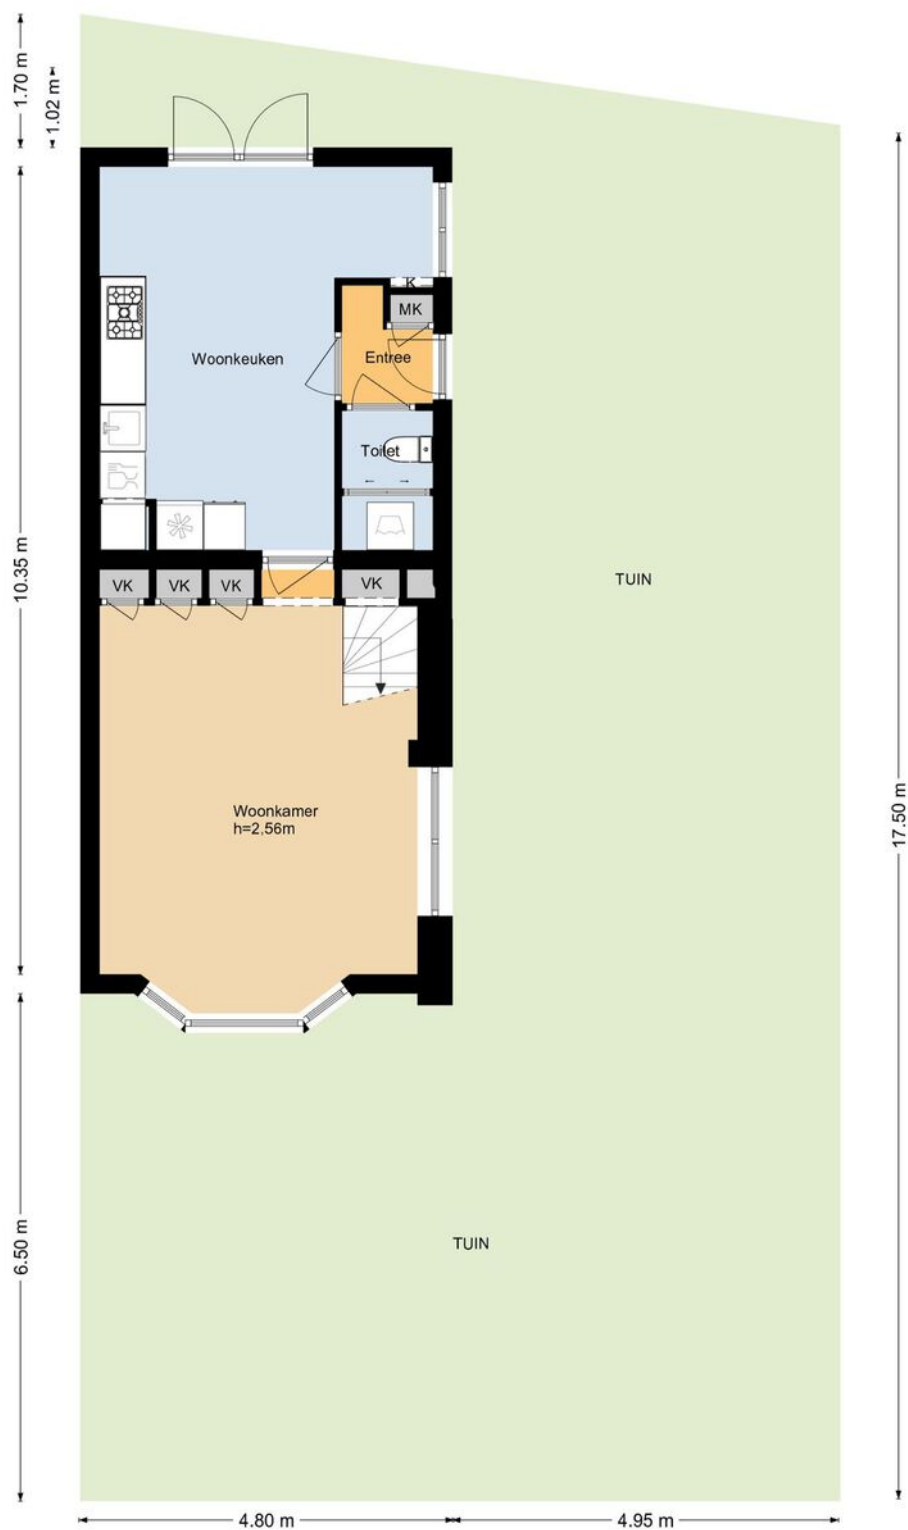 1.70 m
1.02 m
K
MK
Woonkeuken
Entree
Toilet
10.35 m
VK
VK
VK
VK
TUIN
Woonkamer
h=2,56m
17.50 m
6.50 m
TUIN
4.80 m
4.95 m